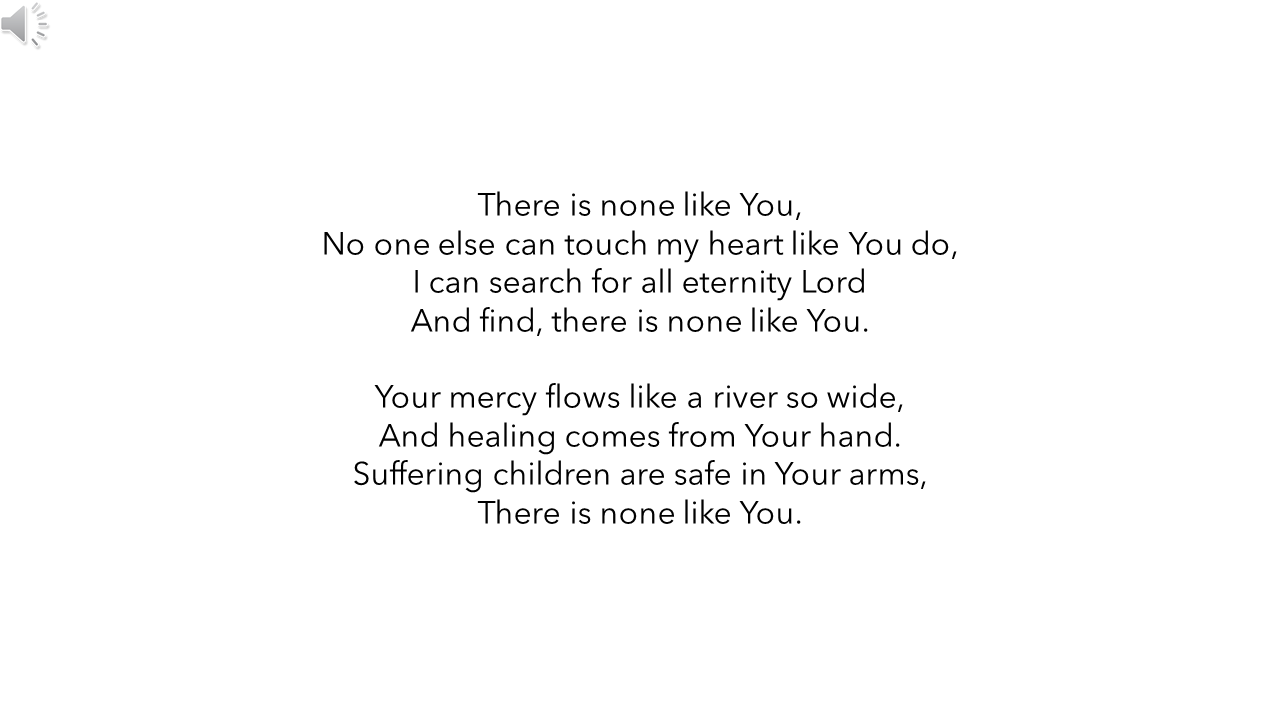 There is none like You,
No one else can touch my heart like You do,
I can search for all eternity Lord
And find, there is none like You.
Your mercy flows like a river so wide,
And healing comes from Your hand.
Suffering children are safe in Your arms,
There is none like You.